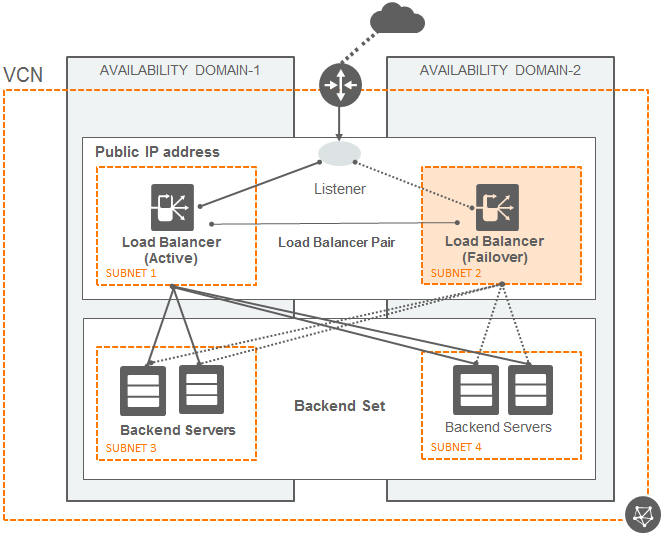 VCN
AVAILABILITY DOMAIN-1
AVAILABILITY DOMAIN-2
Public IP address
Listener
Load Balancer
(Active)
SUBNET 1
Load Balancer Pair
Load Balancer
(Failover)
SUBNET 2
Backend Servers
SUBNET 3
Backend Set
Backend Servers
SUBNET 4